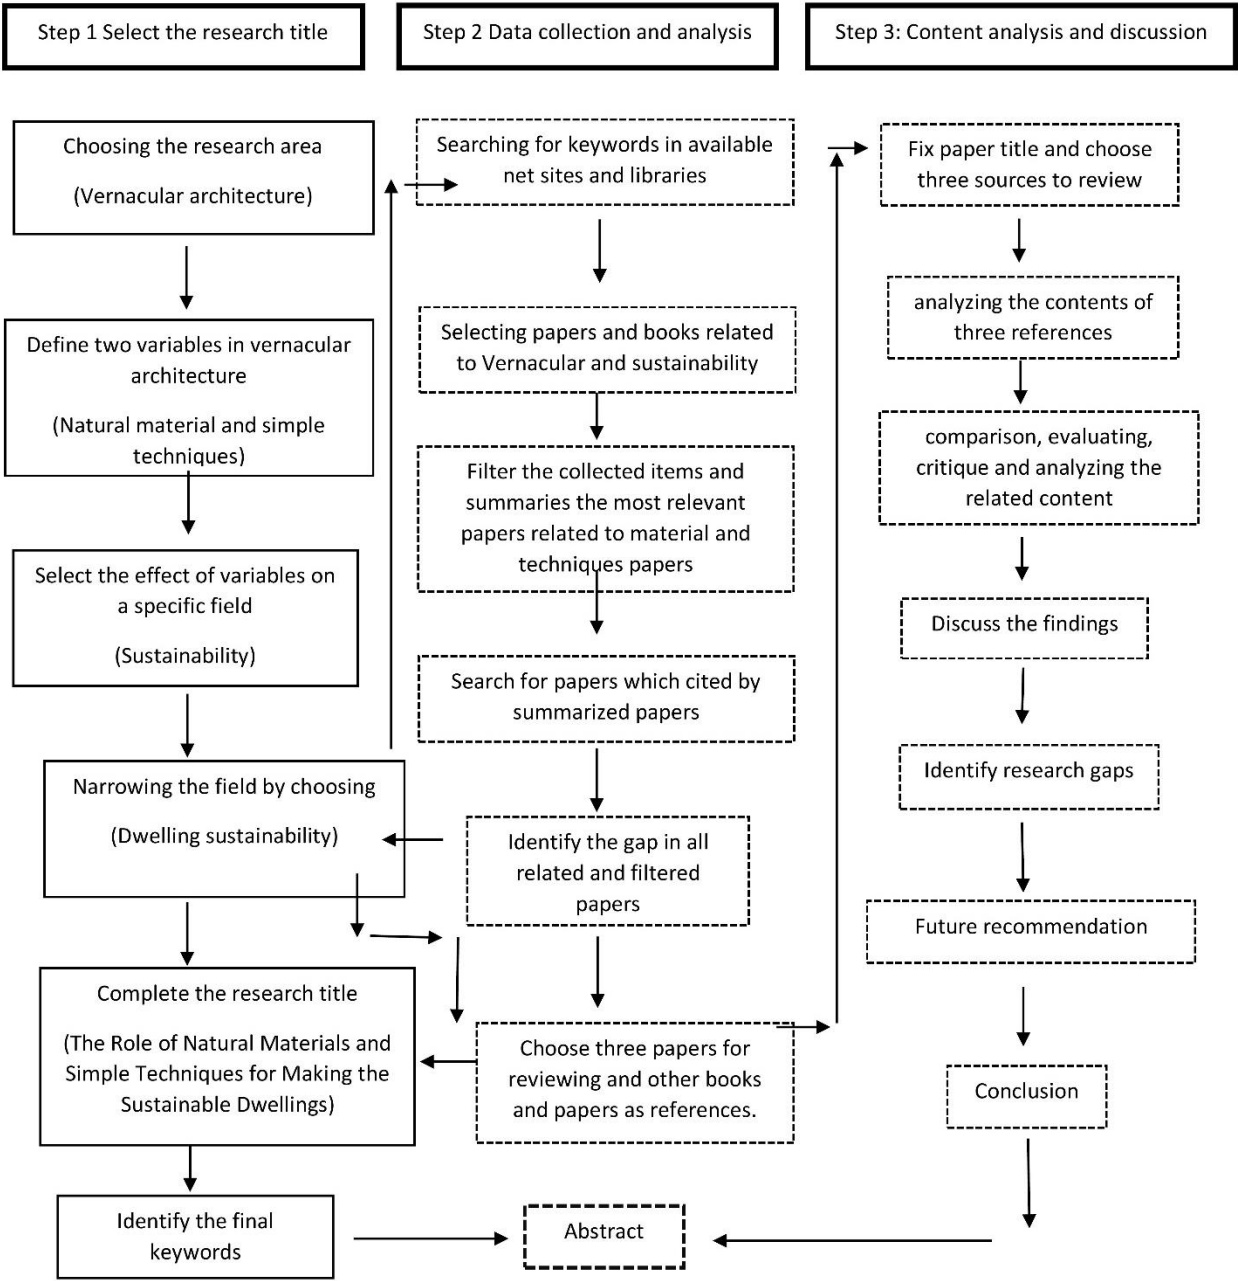 Step 1 Select the research title
Step 2 Data collection and analysis
Step 3: Content analysis and discussion
Choosing the research area
(Vernacular architecture)
Define two variables in vernacular
architecture
(Natural material and simple
techniques)
Select the effect of variables on
a specific field
(Sustainability)
Narrowing the field by choosing
(Dwelling sustainability)
Complete the research title
(The Role of Natural Materials and
Simple Techniques for Making the
Sustainable Dwellings)
Identify the final
keywords
Searching for keywords in available
net sites and libraries
Selecting papers and books related
to Vernacular and sustainability
Filter the collected items and
summaries the most relevant
papers related to material and
techniques papers
Search for papers which cited by
summarized papers
Identify the gap in all
related and filtered
papers
Choose three papers for
reviewing and other books
and papers as references.
Abstract
Fix paper title and choose
three sources to review
analyzing the contents of
three references
comparison, evaluating,
critique and analyzing the
related content
Discuss the findings
Identify research gaps
Future recommendation
Conclusion